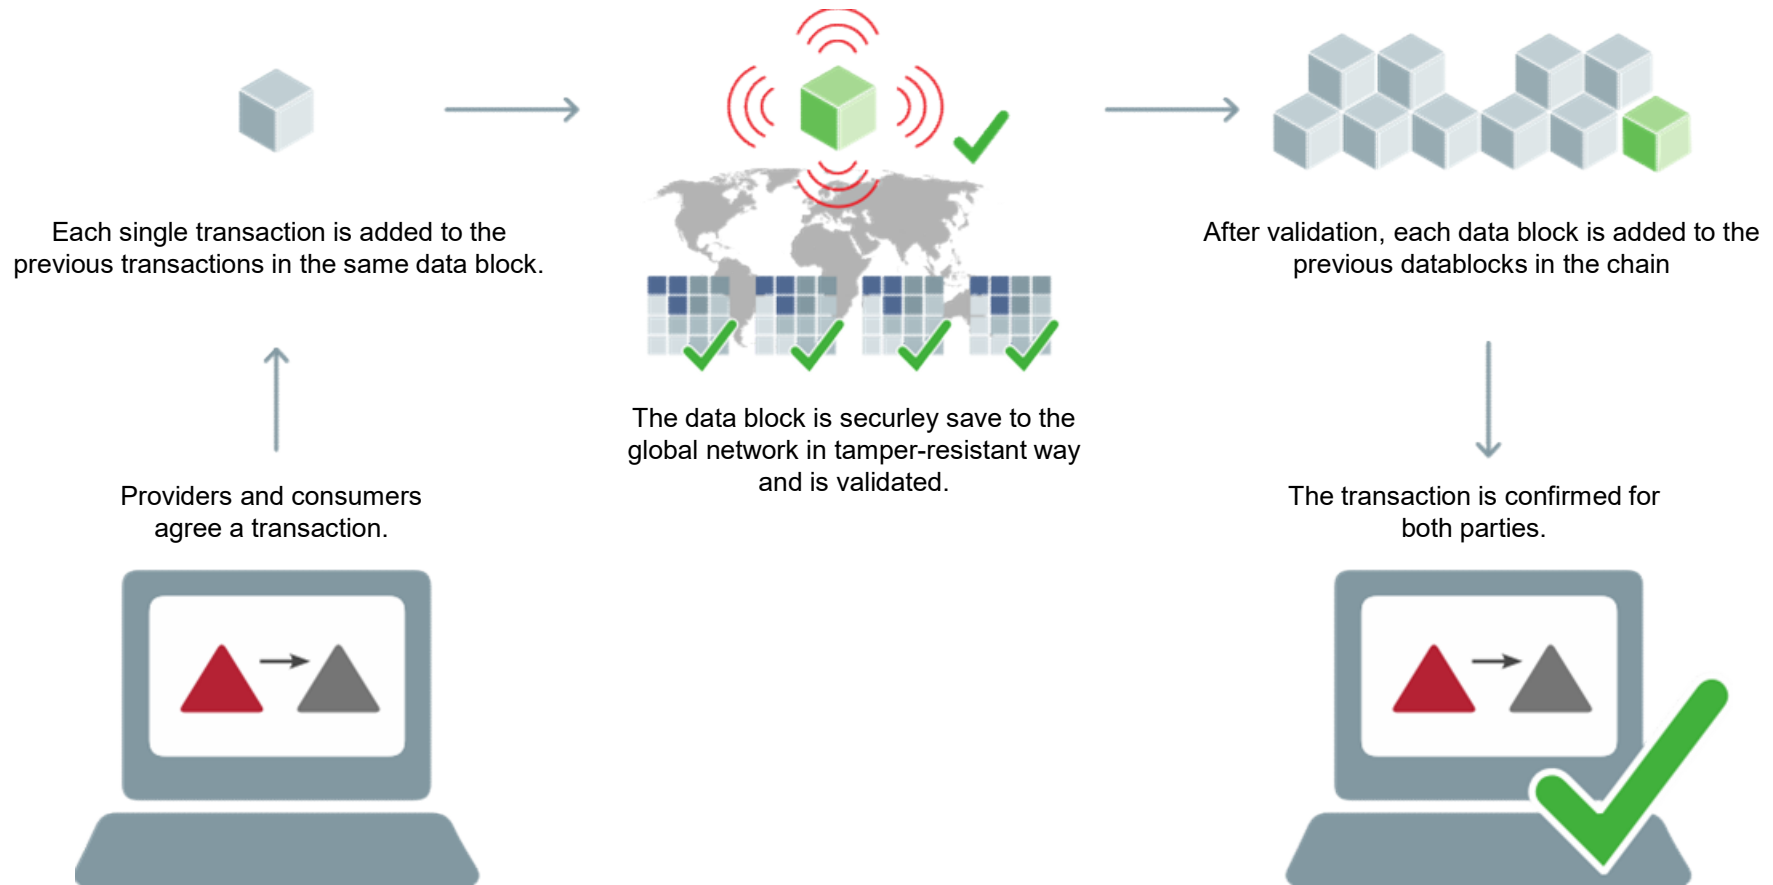 Each single transaction is added to the
previous transactions in the same data block.
The data block is securley save to the
global network in tamper-resistant way
and is validated.
After validation, each data block is added to the
previous datablocks in the chain
Providers and consumers
agree a transaction.
The transaction is confirmed for
both parties.